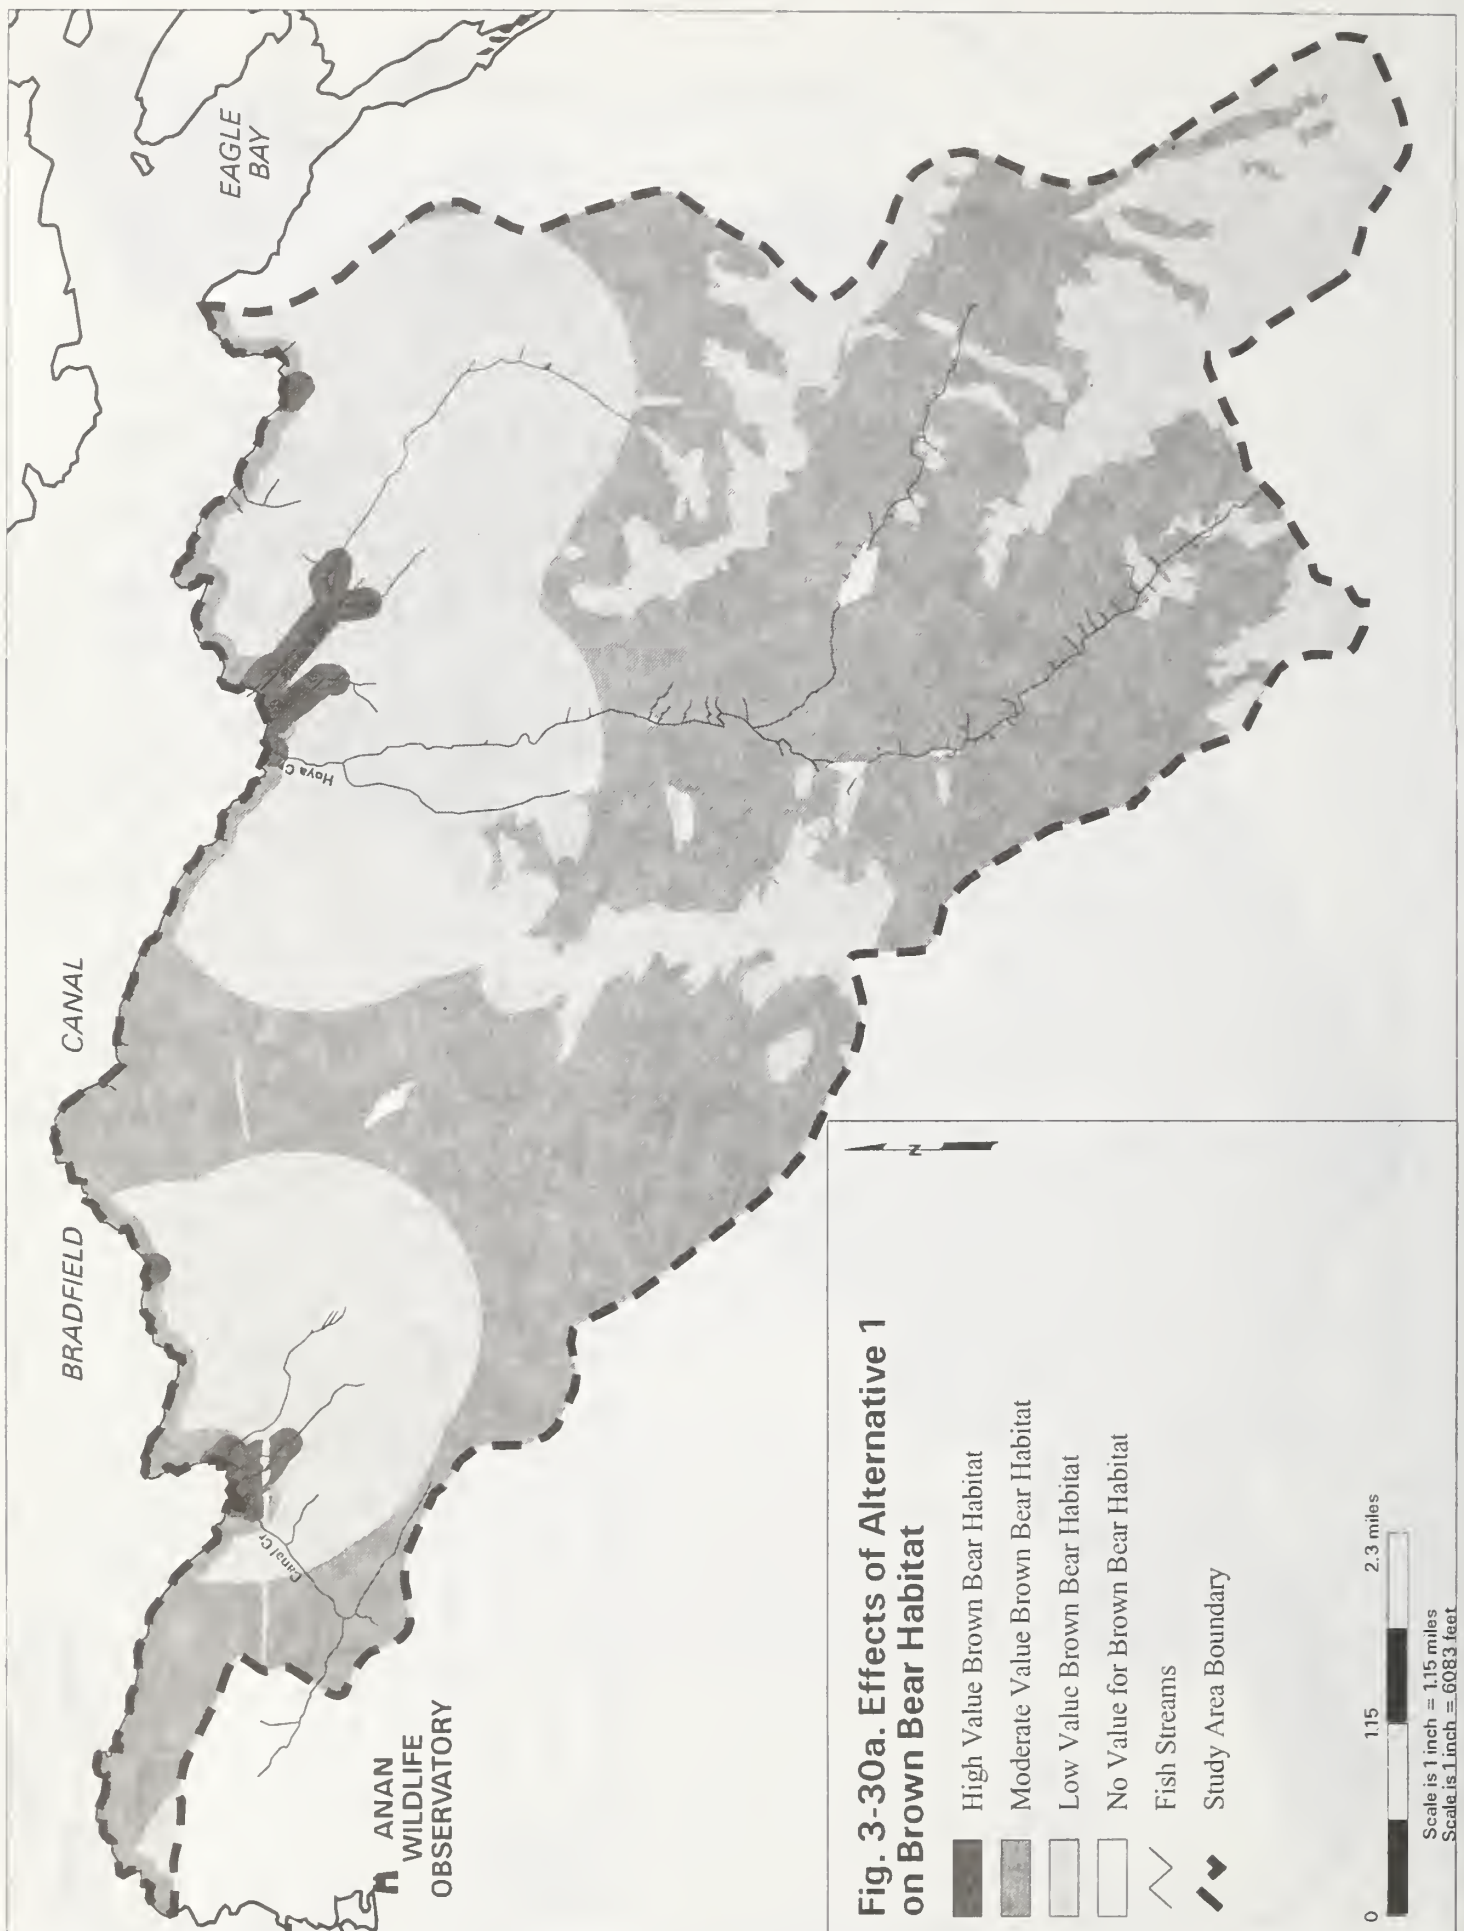 EAGLE
BAY
BRADFIELD CANAL
Hoya C
Canal Cr
ANAN
WILDLIFE
OBSERVATORY
N
Fig. 3-30a. Effects of Alternative 1
on Brown Bear Habitat
High Value Brown Bear Habitat
Moderate Value Brown Bear Habitat
Low Value Brown Bear Habitat
No Value for Brown Bear Habitat
Fish Streams
Study Area Boundary
0 1.15 2.3 miles
Scale is 1 inch = 1.15 miles
Scale is 1 inch = 6083 feet